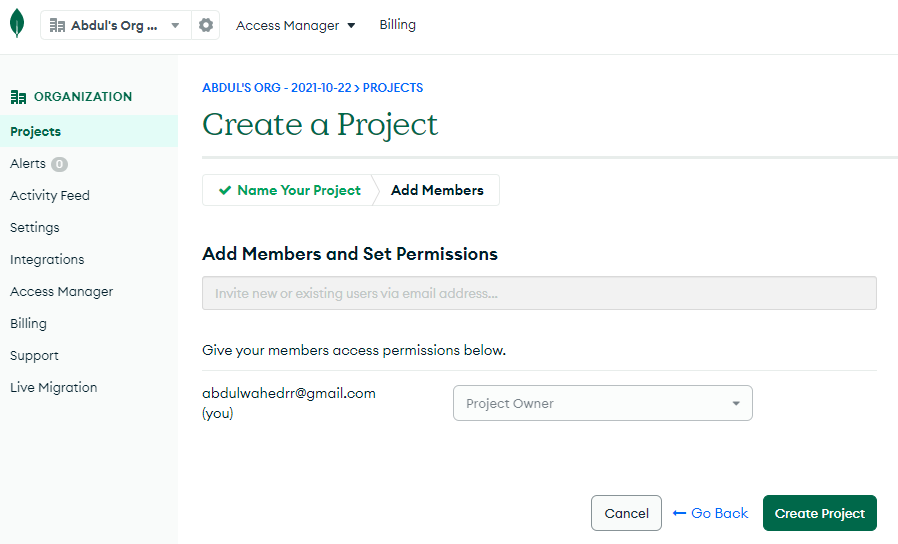 Abdul's Org ...
Access Manager
Billing
ORGANIZATION
Projects
Alerts 0
Activity Feed
Settings
Integrations
Access Manager
Billing
Support
Live Migration
ABDUL'S ORG - 2021-10-22 > PROJECTS
Create a Project
Name Your Project
Add Members
Add Members and Set Permissions
Invite new or existing users via email address...
Give your members access permissions below.
abdulwahedrr@gmail.com
(you)
Project Owner
Cancel
Go Back
Create Project